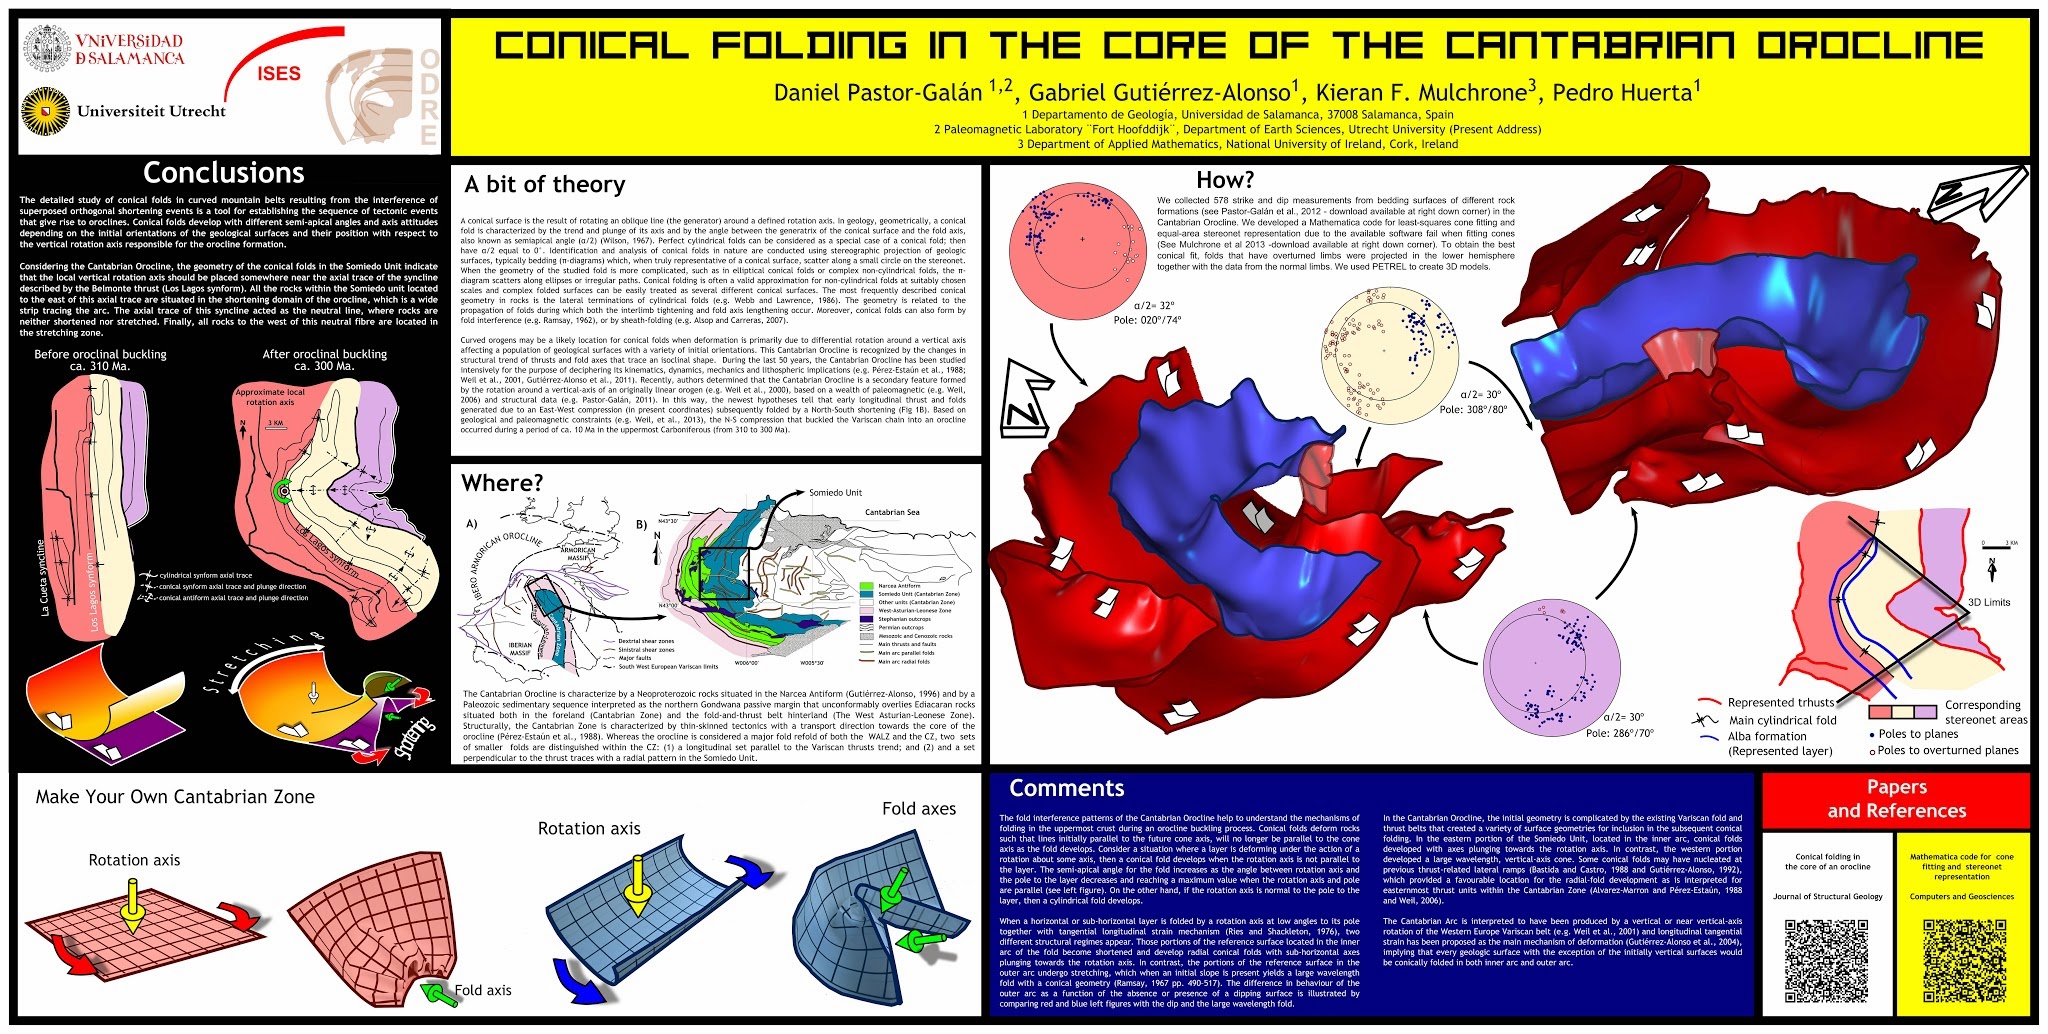 VNiVERSiDAD
D SALAMANCA
ISES
Universiteit Utrecht
ODRE
CONICAL FOLDING IN THE CORE OF THE CANTABRIAN OROCLINE
Daniel Pastor-Galán 1,2, Gabriel Gutiérrez-Alonso1, Kieran F. Mulchrone3, Pedro Huerta1
1 Departamento de Geología, Universidad de Salamanca, 37008 Salamanca, Spain
2 Paleomagnetic Laboratory ¨Fort Hoofddijk¨, Department of Earth Sciences, Utrecht University (Present Address)
3 Department of Applied Mathematics, National University of Ireland, Cork, Ireland
Conclusions
The detailed study of conical folds in curved mountain belts resulting from the interference of
superposed orthogonal shortening events is a tool for establishing the sequence of tectonic events
that give rise to oroclines. Conical folds develop with different semi-apical angles and axis attitudes
depending on the initial orientations of the geological surfaces and their position with respect to
the vertical rotation axis responsible for the orocline formation.
Considering the Cantabrian Orocline, the geometry of the conical folds in the Somiedo Unit indicate
that the local vertical rotation axis should be placed somewhere near the axial trace of the syncline
described by the Belmonte thrust (Los Lagos synform). All the rocks within the Somiedo unit located
to the east of this axial trace are situated in the shortening domain of the orocline, which is a wide
strip tracing the arc. The axial trace of this syncline acted as the neutral line, where rocks are
neither shortened nor stretched. Finally, all rocks to the west of this neutral fibre are located in
the stretching zone.
Before oroclinal buckling
ca. 310 Ma.
After oroclinal buckling
ca. 300 Ma.
Approximate local
rotation axis
N
3 KM
La Cueta syncline
Los Lagos synform
Los Lagos synform
cylindrical synform axial trace
conical synform axial trace and plunge direction
conical antiform axial trace and plunge direction
Stretching
Shortening
A bit of theory
A conical surface is the result of rotating an oblique line (the generator) around a defined rotation axis. In geology, geometrically, a conical
fold is characterized by the trend and plunge of its axis and by the angle between the generatrix of the conical surface and the fold axis,
also known as semiapical angle (α/2) (Wilson, 1967). Perfect cylindrical folds can be considered as a special case of a conical fold; then
have α/2 equal to 0°. Identification and analysis of conical folds in nature are conducted using stereographic projection of geologic
surfaces, typically bedding (π-diagrams) which, when truly representative of a conical surface, scatter along a small circle on the stereonet.
When the geometry of the studied fold is more complicated, such as in elliptical conical folds or complex non-cylindrical folds, the π-
diagram scatters along ellipses or irregular paths. Conical folding is often a valid approximation for non-cylindrical folds at suitably chosen
scales and complex folded surfaces can be easily treated as several different conical surfaces. The most frequently described conical
geometry in rocks is the lateral terminations of cylindrical folds (e.g. Webb and Lawrence, 1986). The geometry is related to the
propagation of folds during which both the interlimb tightening and fold axis lengthening occur. Moreover, conical folds can also form by
fold interference (e.g. Ramsay, 1962), or by sheath-folding (e.g. Alsop and Carreras, 2007).
Curved orogens may be a likely location for conical folds when deformation is primarily due to differential rotation around a vertical axis
affecting a population of geological surfaces with a variety of initial orientations. This Cantabrian Orocline is recognized by the changes in
structural trend of thrusts and fold axes that trace an isoclinal shape. During the last 50 years, the Cantabrian Orocline has been studied
intensively for the purpose of deciphering its kinematics, dynamics, mechanics and lithospheric implications (e.g. Pérez-Estaún et al., 1988;
Weil et al., 2001, Gutiérrez-Alonso et al., 2011). Recently, authors determined that the Cantabrian Orocline is a secondary feature formed
by the rotation around a vertical-axis of an originally linear orogen (e.g. Weil et al., 2000), based on a wealth of paleomagnetic (e.g. Weil,
2006) and structural data (e.g. Pastor-Galán, 2011). In this way, the newest hypotheses tell that early longitudinal thrust and folds
generated due to an East-West compression (in present coordinates) subsequently folded by a North-South shortening (Fig 1B). Based on
geological and paleomagnetic constraints (e.g. Weil, et al., 2013), the N-S compression that buckled the Variscan chain into an orocline
occurred during a period of ca. 10 Ma in the uppermost Carboniferous (from 310 to 300 Ma).
Where?
A)
IBERO ARMORICAN OROCLINE
ARMORICAN
MASSIF
IBERIAN
MASSIF
Dextrial shear zones
Sinistral shear zones
Major faults
South West European Variscan limits
B)
Somiedo Unit
Cantabrian Sea
N43°30'
N
N43°00'
W006°00'
W005°30'
Narcea Antiform
Somiedo Unit (Cantabrian Zone)
Other units (Cantabrian Zone)
West-Asturian-Leonese Zone
Stephanian outcrops
Permian outcrops
Mesozoic and Cenozoic rocks
Main thrusts and faults
Main arc parallel folds
Main arc radial folds
The Cantabrian Orocline is characterize by a Neoproterozoic rocks situated in the Narcea Antiform (Gutiérrez-Alonso, 1996) and by a
Paleozoic sedimentary sequence interpreted as the northern Gondwana passive margin that unconformably overlies Ediacaran rocks
situated both in the foreland (Cantabrian Zone) and the fold-and-thrust belt hinterland (The West Asturian-Leonese Zone).
Structurally, the Cantabrian Zone is characterized by thin-skinned tectonics with a transport direction towards the core of the
orocline (Pérez-Estaún et al., 1988). Whereas the orocline is considered a major fold refold of both the WALZ and the CZ, two sets
of smaller folds are distinguished within the CZ: (1) a longitudinal set parallel to the Variscan thrusts trend; and (2) and a set
perpendicular to the thrust traces with a radial pattern in the Somiedo Unit.
How?
We collected 578 strike and dip measurements from bedding surfaces of different rock
formations (see Pastor-Galán et al., 2012 - download available at right down corner) in the
Cantabrian Orocline. We developed a Mathematica code for least-squares cone fitting and
equal-area stereonet representation due to the available software fail when fitting cones
(See Mulchrone et al 2013 -download available at right down corner). To obtain the best
conical fit, folds that have overturned limbs were projected in the lower hemisphere
together with the data from the normal limbs. We used PETREL to create 3D models.
α/2= 32º
Pole: 020º/74º
α/2= 30º
Pole: 308º/80º
N
N
α/2= 30º
Pole: 286º/70º
0 3 KM
N
3D Limits
Represented trhusts
Main cylindrical fold
Alba formation
(Represented layer)
Corresponding
stereonet areas
Poles to planes
Poles to overturned planes
Make Your Own Cantabrian Zone
Rotation axis
Fold axis
Rotation axis
Fold axes
Comments
The fold interference patterns of the Cantabrian Orocline help to understand the mechanisms of
folding in the uppermost crust during an orocline buckling process. Conical folds deform rocks
such that lines initially parallel to the future cone axis, will no longer be parallel to the cone
axis as the fold develops. Consider a situation where a layer is deforming under the action of a
rotation about some axis, then a conical fold develops when the rotation axis is not parallel to
the layer. The semi-apical angle for the fold increases as the angle between rotation axis and
the pole to the layer decreases and reaching a maximum value when the rotation axis and pole
are parallel (see left figure). On the other hand, if the rotation axis is normal to the pole to the
layer, then a cylindrical fold develops.
When a horizontal or sub-horizontal layer is folded by a rotation axis at low angles to its pole
together with tangential longitudinal strain mechanism (Ries and Shackleton, 1976), two
different structural regimes appear. Those portions of the reference surface located in the inner
arc of the fold become shortened and develop radial conical folds with sub-horizontal axes
plunging towards the rotation axis. In contrast, the portions of the reference surface in the
outer arc undergo stretching, which when an initial slope is present yields a large wavelength
fold with a conical geometry (Ramsay, 1967 pp. 490-517). The difference in behaviour of the
outer arc as a function of the absence or presence of a dipping surface is illustrated by
comparing red and blue left figures with the dip and the large wavelength fold.
In the Cantabrian Orocline, the initial geometry is complicated by the existing Variscan fold and
thrust belts that created a variety of surface geometries for inclusion in the subsequent conical
folding. In the eastern portion of the Somiedo Unit, located in the inner arc, conical folds
developed with axes plunging towards the rotation axis. In contrast, the western portion
developed a large wavelength, vertical-axis cone. Some conical folds may have nucleated at
previous thrust-related lateral ramps (Bastida and Castro, 1988 and Gutiérrez-Alonso, 1992),
which provided a favourable location for the radial-fold development as is interpreted for
easternmost thrust units within the Cantabrian Zone (Alvarez-Marron and Pérez-Estaún, 1988
and Weil, 2006).
The Cantabrian Arc is interpreted to have been produced by a vertical or near vertical-axis
rotation of the Western Europe Variscan belt (e.g. Weil et al., 2001) and longitudinal tangential
strain has been proposed as the main mechanism of deformation (Gutiérrez-Alonso et al., 2004),
implying that every geologic surface with the exception of the initially vertical surfaces would
be conically folded in both inner arc and outer arc.
Papers
and References
Conical folding in
the core of an orocline
Journal of Structural Geology
Mathematica code for cone
fitting and stereonet
representation
Computers and Geosciences